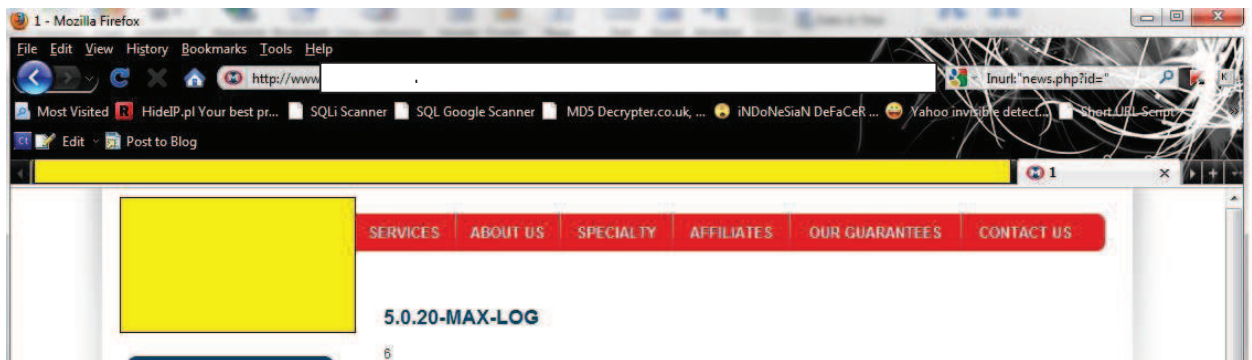 1 - Mozilla Firefox
File Edit View History Bookmarks Tools Help
http://www Inurl:"news.php?id=" K
Most Visited R HideIP.pl Your best pr... SQLi Scanner SQL Google Scanner MD5 Decrypter.co.uk, ... iNDoNeSiaN DeFaCeR ... Yahoo invisible detect... Short URL Script
Ct Edit Post to Blog
1
SERVICES ABOUT US SPECIALTY AFFILIATES OUR GUARANTEES CONTACT US
5.0.20-MAX-LOG
6